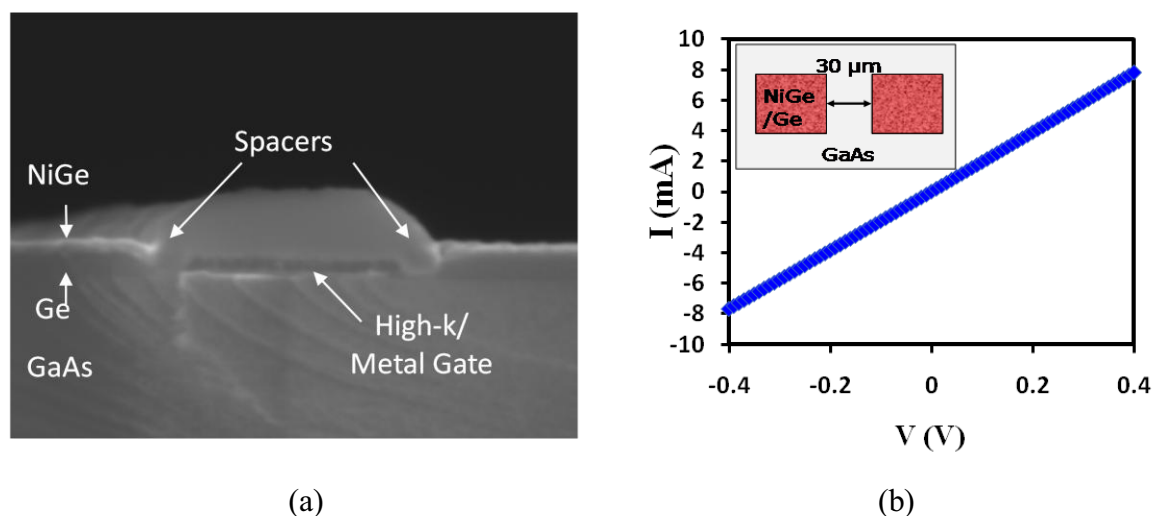 Spacers
NiGe
Ge
GaAs
High-k/
Metal Gate
(a)
10
8
6
4
2
0
-2
-4
-6
-8
-10
I (mA)
30 µm
NiGe
/Ge
GaAs
-0.4
-0.2
0
0.2
0.4
V (V)
(b)